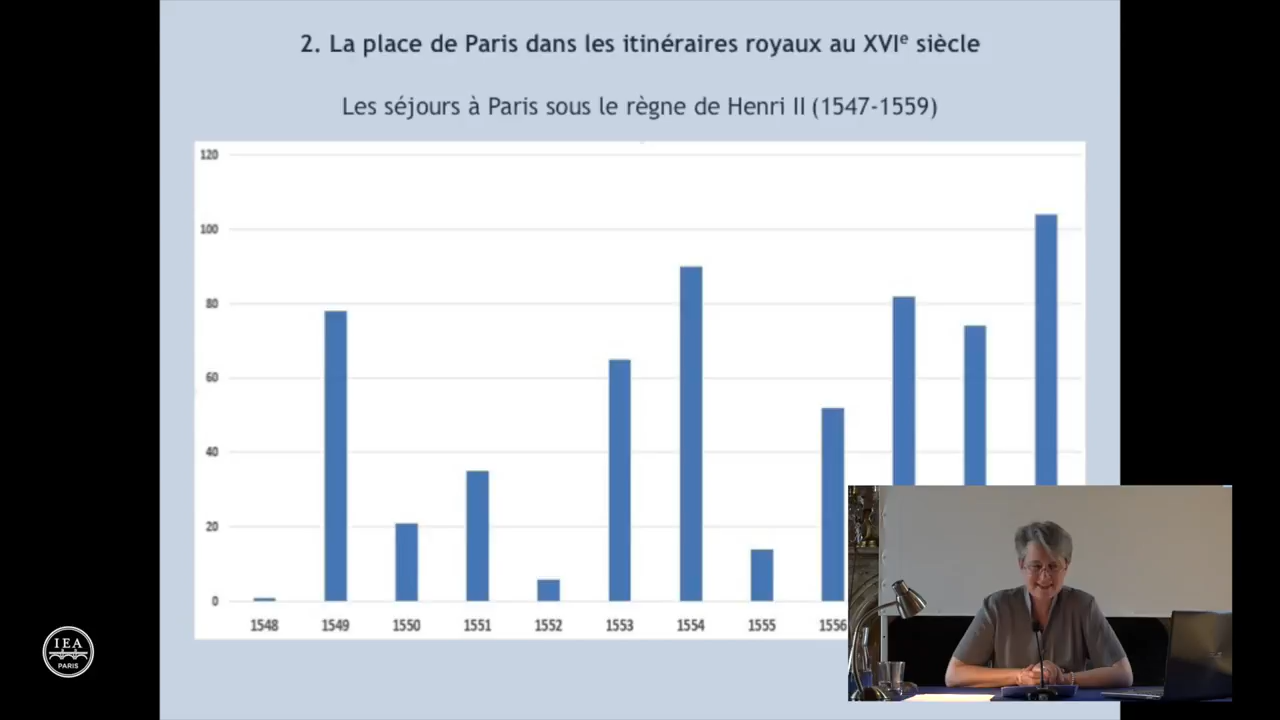 2. La place de Paris dans les itinéraires royaux au XVIe siècle
Les séjours à Paris sous le règne de Henri II (1547-1559)
120
100
80
60
40
20
0
1548 1549 1550 1551 1552 1553 1554 1555 1556
IEA
PARIS